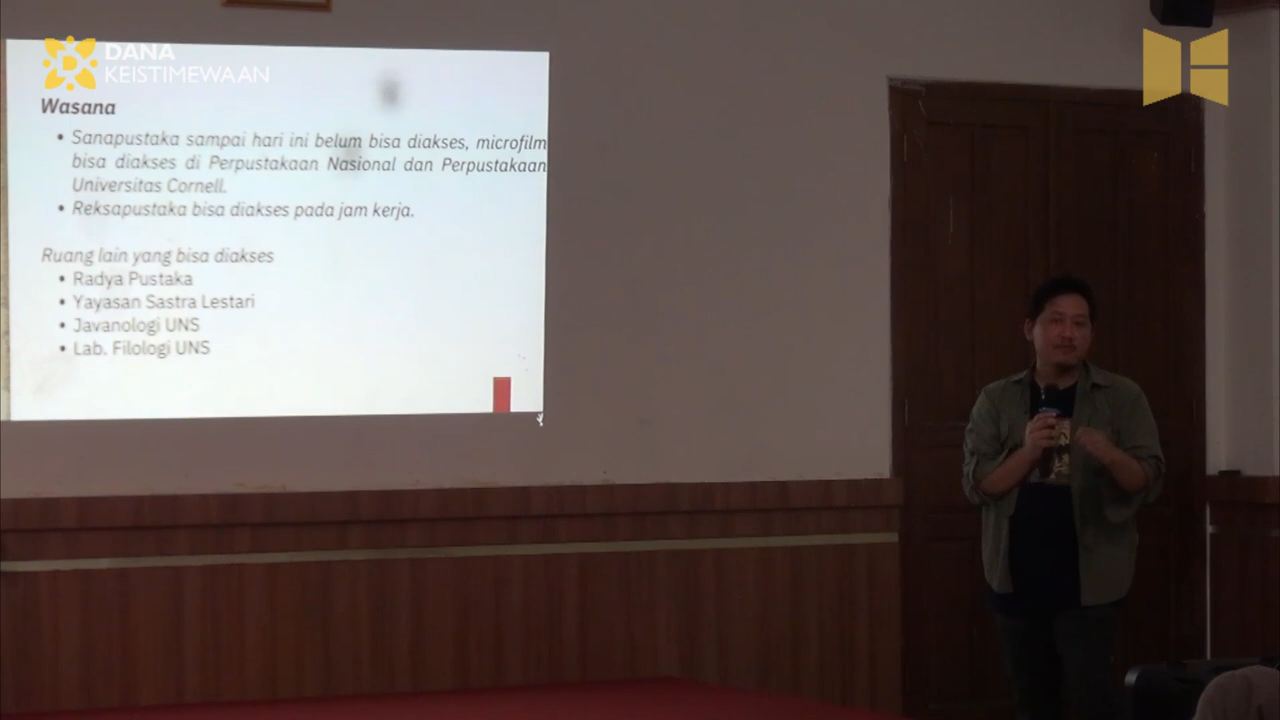 DANA
KEISTIMEWAAN
Wasana
• Sanapustaka sampai hari ini belum bisa diakses, microfilm
bisa diakses di Perpustakaan Nasional dan Perpustakaan
Universitas Cornell.
• Reksapustaka bisa diakses pada jam kerja.
Ruang lain yang bisa diakses
• Radya Pustaka
• Yayasan Sastra Lestari
• Javanologi UNS
• Lab. Filologi UNS